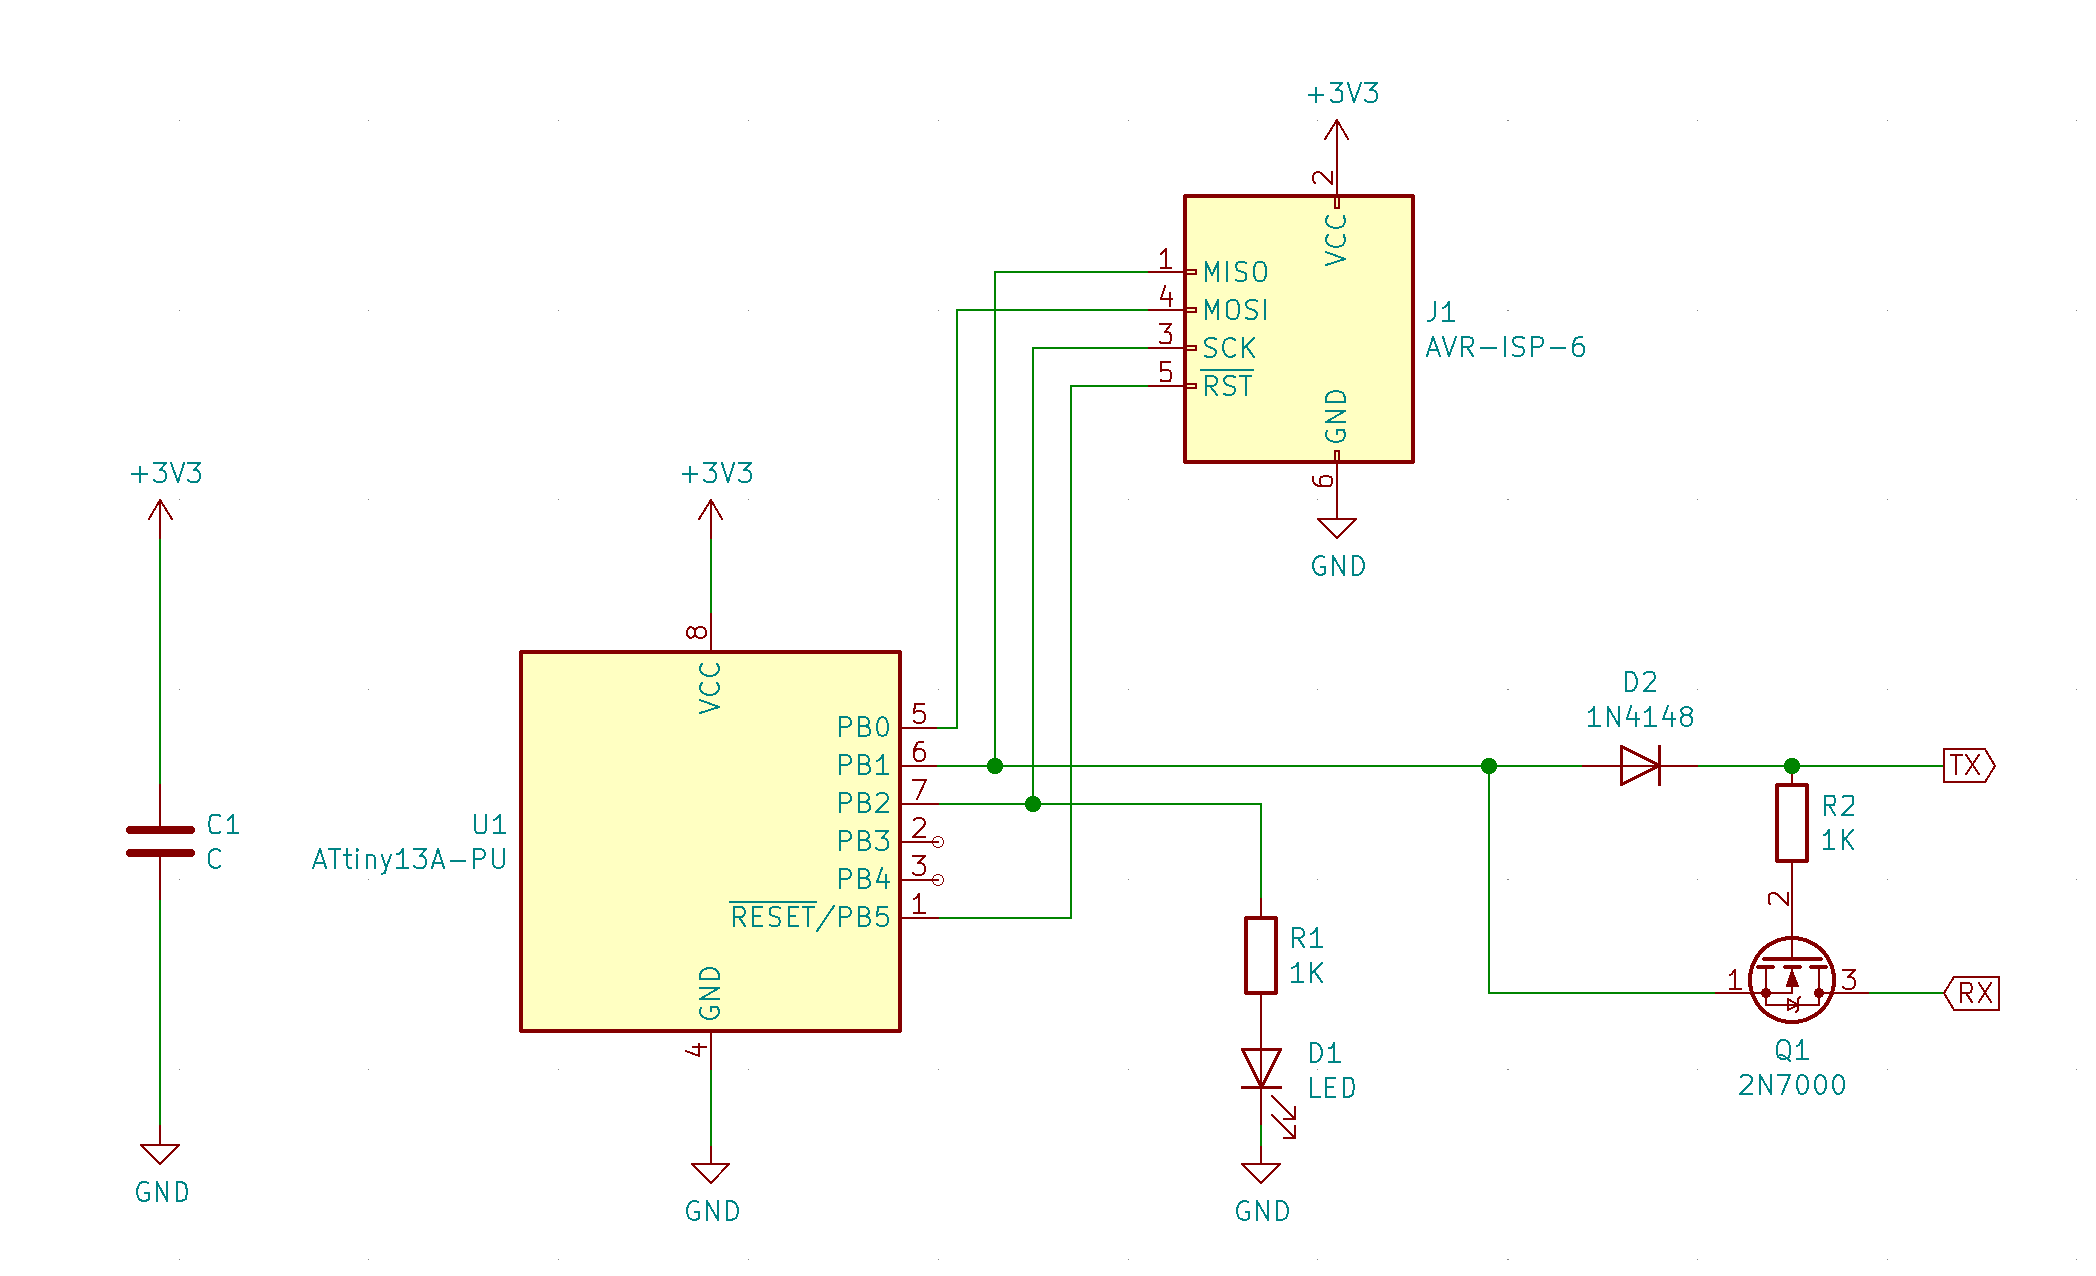 +3V3
2
VCC
1
MISO
4
MOSI
3
SCK
5
RST
J1
AVR-ISP-6
GND
6
GND
+3V3
C1
C
GND
+3V3
8
VCC
U1
ATtiny13A-PU
PB0
5
PB1
6
PB2
7
PB3
2
PB4
3
RESET/PB5
1
GND
4
GND
R1
1K
D1
LED
GND
D2
1N4148
TX
R2
1K
2
1
3
RX
Q1
2N7000